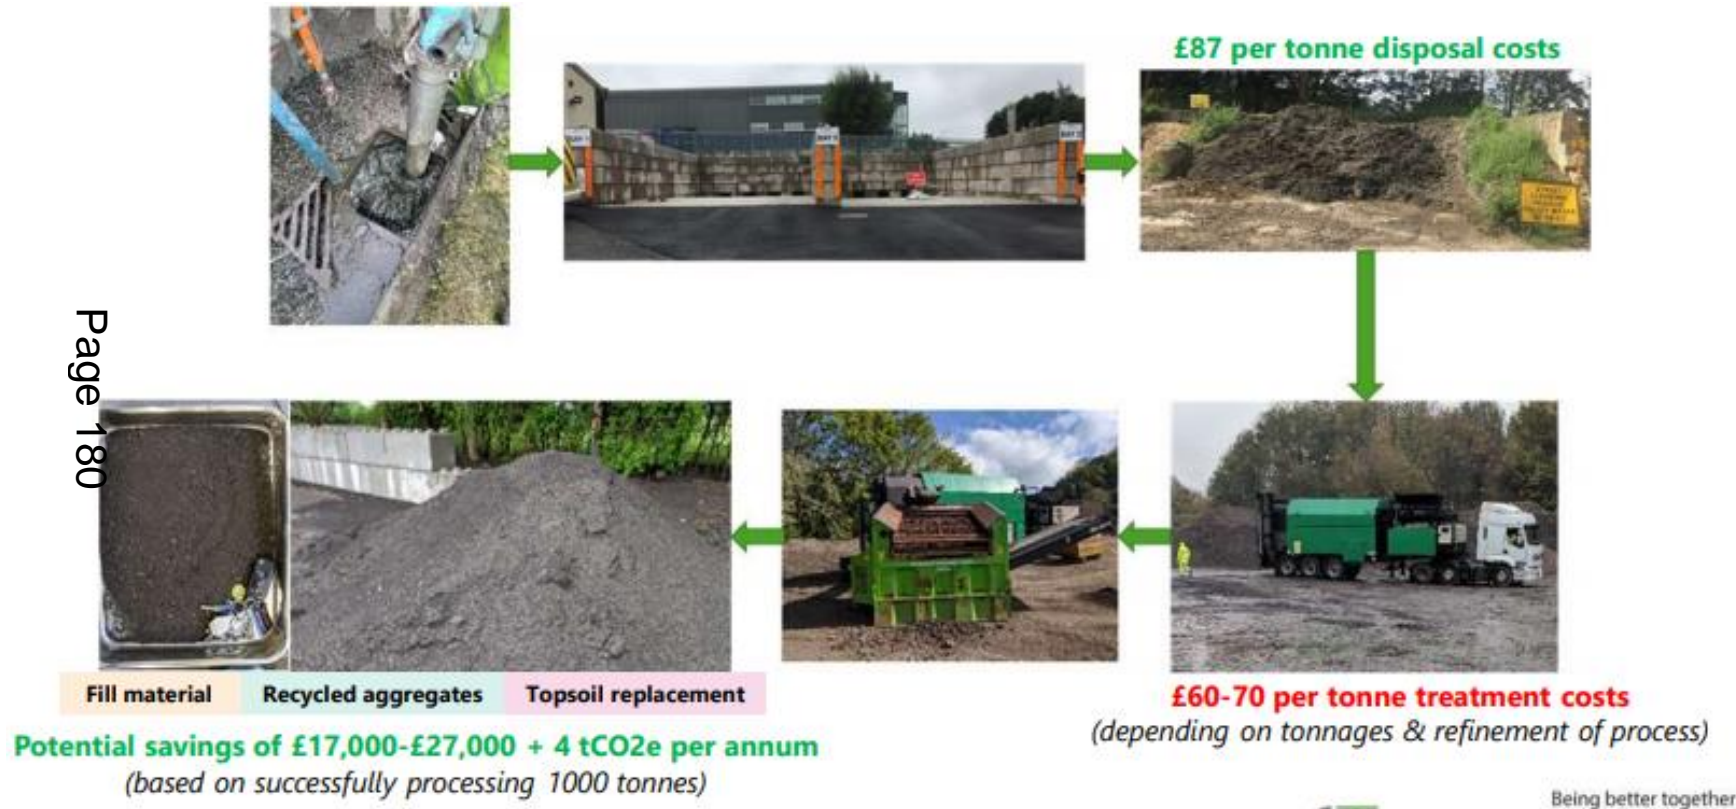 £87 per tonne disposal costs
Page 180
Fill material
Recycled aggregates
Topsoil replacement
£60-70 per tonne treatment costs
(depending on tonnages & refinement of process)
Potential savings of £17,000-£27,000 + 4 tCO2e per annum
(based on successfully processing 1000 tonnes)
Being better together